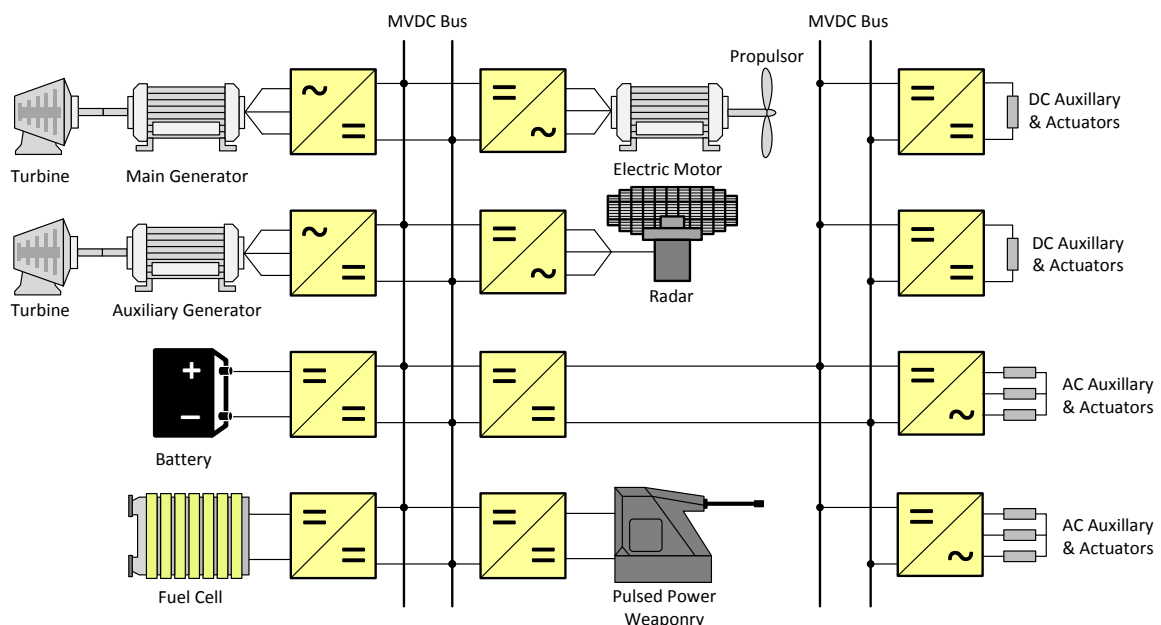 MVDC Bus
MVDC Bus
Propulsor
DC Auxillary
& Actuators
Turbine
Main Generator
Electric Motor
DC Auxillary
& Actuators
Turbine
Auxiliary Generator
Radar
+
−
AC Auxillary
& Actuators
Battery
AC Auxillary
& Actuators
Fuel Cell
Pulsed Power
Weaponry